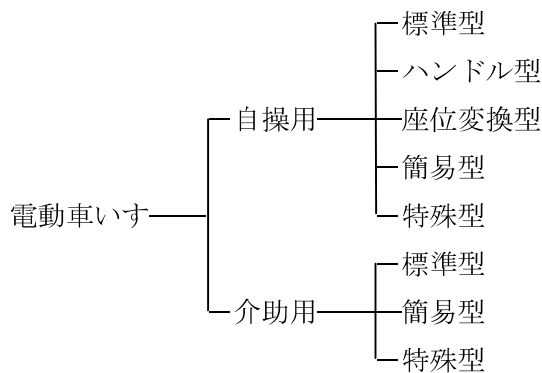 標準型
ハンドル型
自操用
座位変換型
簡易型
電動車いす
特殊型
標準型
介助用
簡易型
特殊型